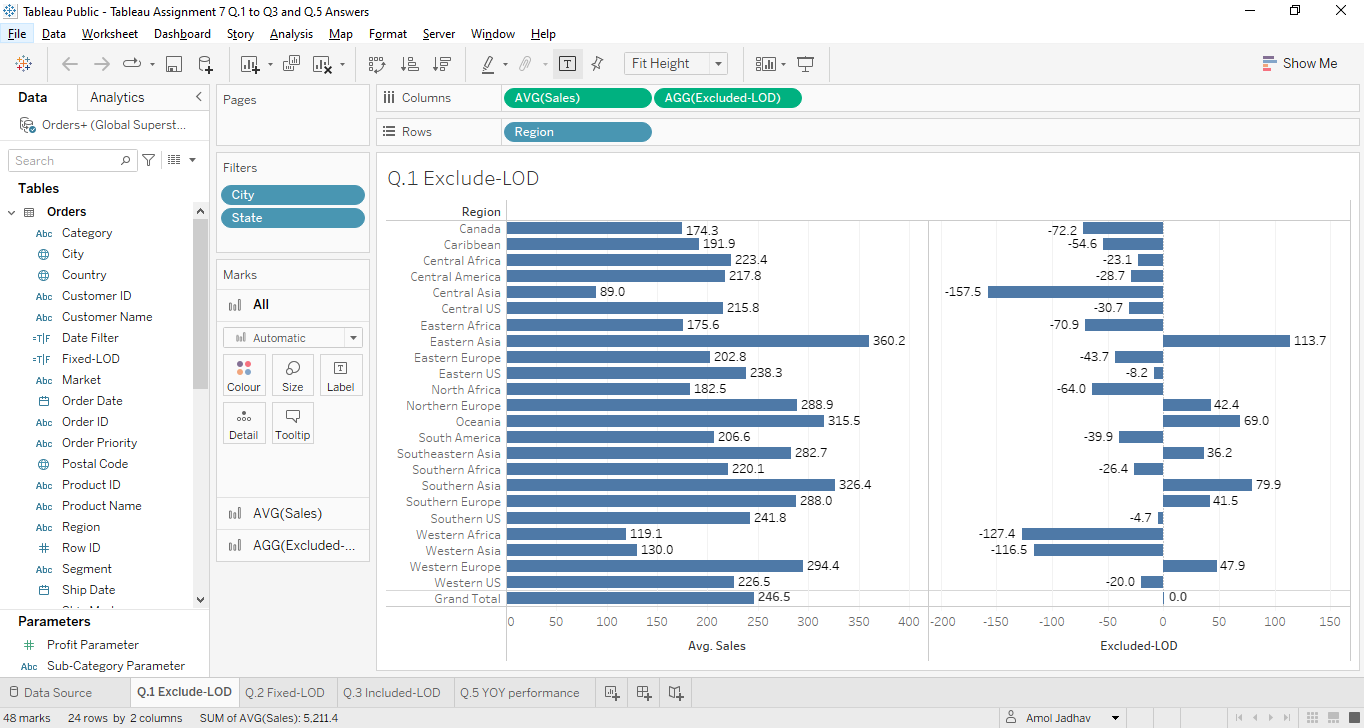 Tableau Public - Tableau Assignment 7 Q.1 to Q3 and Q.5 Answers
File Data Worksheet Dashboard Story Analysis Map Format Server Window Help
Fit Height
Show Me
Data Analytics
Orders+ (Global Superst...
Search
Tables
Orders
Abc Category
City
Country
Abc Customer ID
Abc Customer Name
=T|F Date Filter
=T|F Fixed-LOD
Abc Market
Order Date
Abc Order ID
Abc Order Priority
Postal Code
Abc Product ID
Abc Product Name
Abc Region
# Row ID
Abc Segment
Ship Date
Parameters
# Profit Parameter
Abc Sub-Category Parameter
Pages
Filters
City
State
Marks
All
Automatic
Colour Size Label
Detail Tooltip
AVG(Sales)
AGG(Excluded-...
Columns AVG(Sales) AGG(Excluded-LOD)
Rows Region
Q.1 Exclude-LOD
Region
Canada 174.3 -72.2
Caribbean 191.9 -54.6
Central Africa 223.4 -23.1
Central America 217.8 -28.7
Central Asia 89.0 -157.5
Central US 215.8 -30.7
Eastern Africa 175.6 -70.9
Eastern Asia 360.2 113.7
Eastern Europe 202.8 -43.7
Eastern US 238.3 -8.2
North Africa 182.5 -64.0
Northern Europe 288.9 42.4
Oceania 315.5 69.0
South America 206.6 -39.9
Southeastern Asia 282.7 36.2
Southern Africa 220.1 -26.4
Southern Asia 326.4 79.9
Southern Europe 288.0 41.5
Southern US 241.8 -4.7
Western Africa 119.1 -127.4
Western Asia 130.0 -116.5
Western Europe 294.4 47.9
Western US 226.5 -20.0
Grand Total 246.5 0.0
0 50 100 150 200 250 300 350 400 -200 -150 -100 -50 0 50 100 150
Avg. Sales Excluded-LOD
Data Source Q.1 Exclude-LOD Q.2 Fixed-LOD Q.3 Included-LOD Q.5 YOY performance
48 marks 24 rows by 2 columns SUM of AVG(Sales): 5,211.4 Amol Jadhav